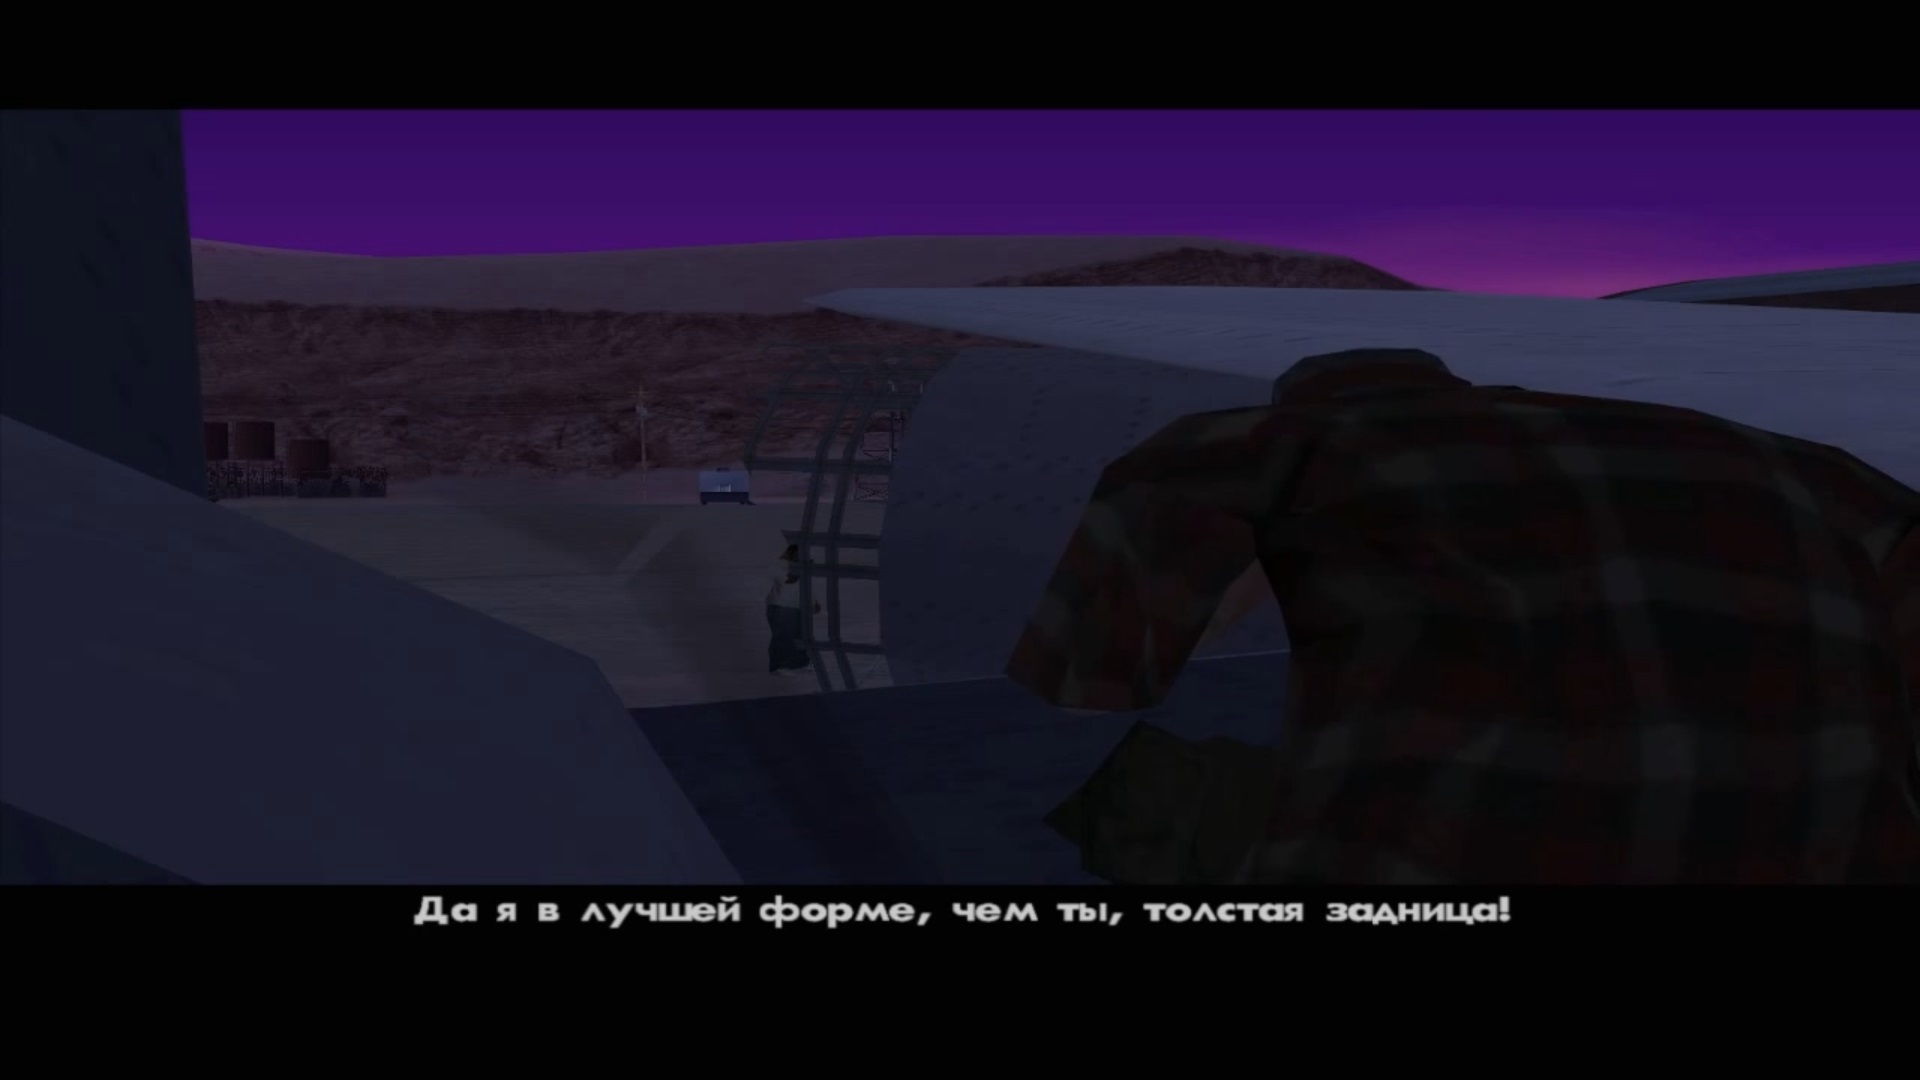 Да я в лучшей форме, чем ты, толстая задница!